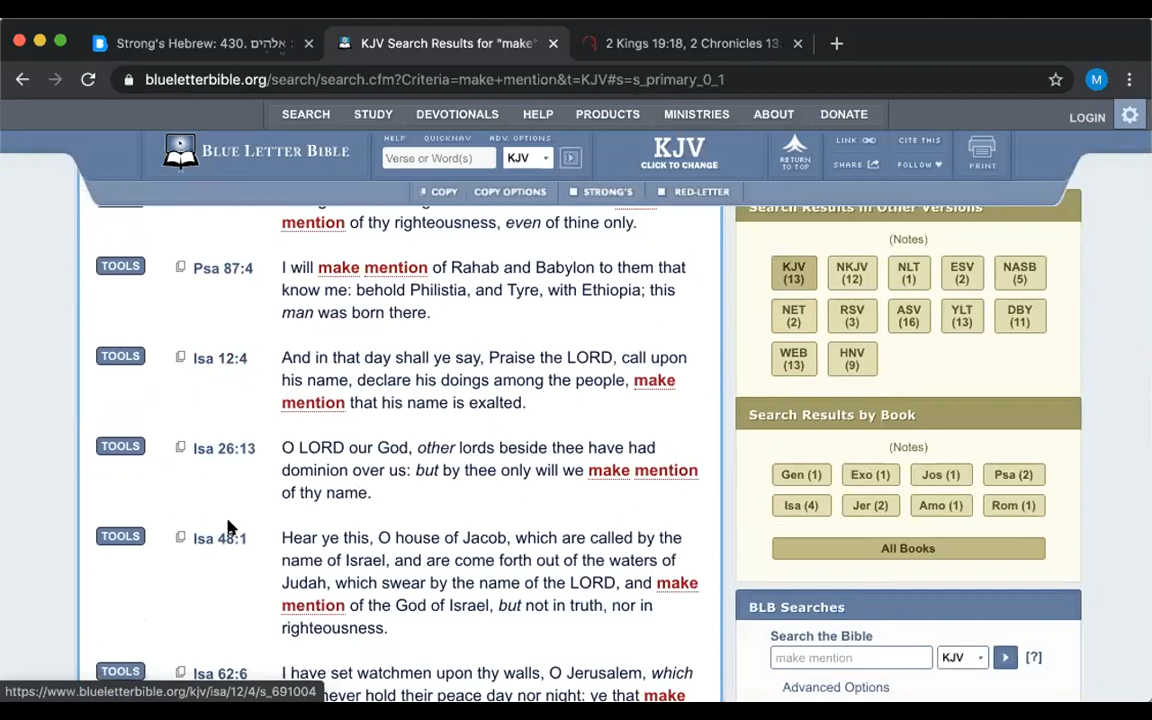 Strong's Hebrew: 430. אלהים
KJV Search Results for "make
2 Kings 19:18, 2 Chronicles 13
blueletterbible.org/search/search.cfm?Criteria=make+mention&t=KJV#s=s_primary_0_1
M
SEARCH STUDY DEVOTIONALS HELP PRODUCTS MINISTRIES ABOUT DONATE
LOGIN
BLUE LETTER BIBLE
HELP QUICKNAV ADV. OPTIONS
Verse or Word(s) KJV
KJV
CLICK TO CHANGE
RETURN
TO TOP
LINK
CITE THIS
SHARE
FOLLOW
PRINT
COPY COPY OPTIONS STRONG'S RED-LETTER
mention of thy righteousness, even of thine only.
TOOLS Psa 87:4 I will make mention of Rahab and Babylon to them that
know me: behold Philistia, and Tyre, with Ethiopia; this
man was born there.
TOOLS Isa 12:4 And in that day shall ye say, Praise the LORD, call upon
his name, declare his doings among the people, make
mention that his name is exalted.
TOOLS Isa 26:13 O LORD our God, other lords beside thee have had
dominion over us: but by thee only will we make mention
of thy name.
TOOLS Isa 48:1 Hear ye this, O house of Jacob, which are called by the
name of Israel, and are come forth out of the waters of
Judah, which swear by the name of the LORD, and make
mention of the God of Israel, but not in truth, nor in
righteousness.
TOOLS Isa 62:6 I have set watchmen upon thy walls, O Jerusalem, which
never hold their peace day nor night: ye that make
https://www.blueletterbible.org/kjv/isa/12/4/s_691004
Search Results in Other Versions
(Notes)
KJV (13) NKJV (12) NLT (1) ESV (2) NASB (5)
NET (2) RSV (3) ASV (16) YLT (13) DBY (11)
WEB (13) HNV (9)
Search Results by Book
(Notes)
Gen (1) Exo (1) Jos (1) Psa (2)
Isa (4) Jer (2) Amo (1) Rom (1)
All Books
BLB Searches
Search the Bible
make mention KJV [?]
Advanced Options